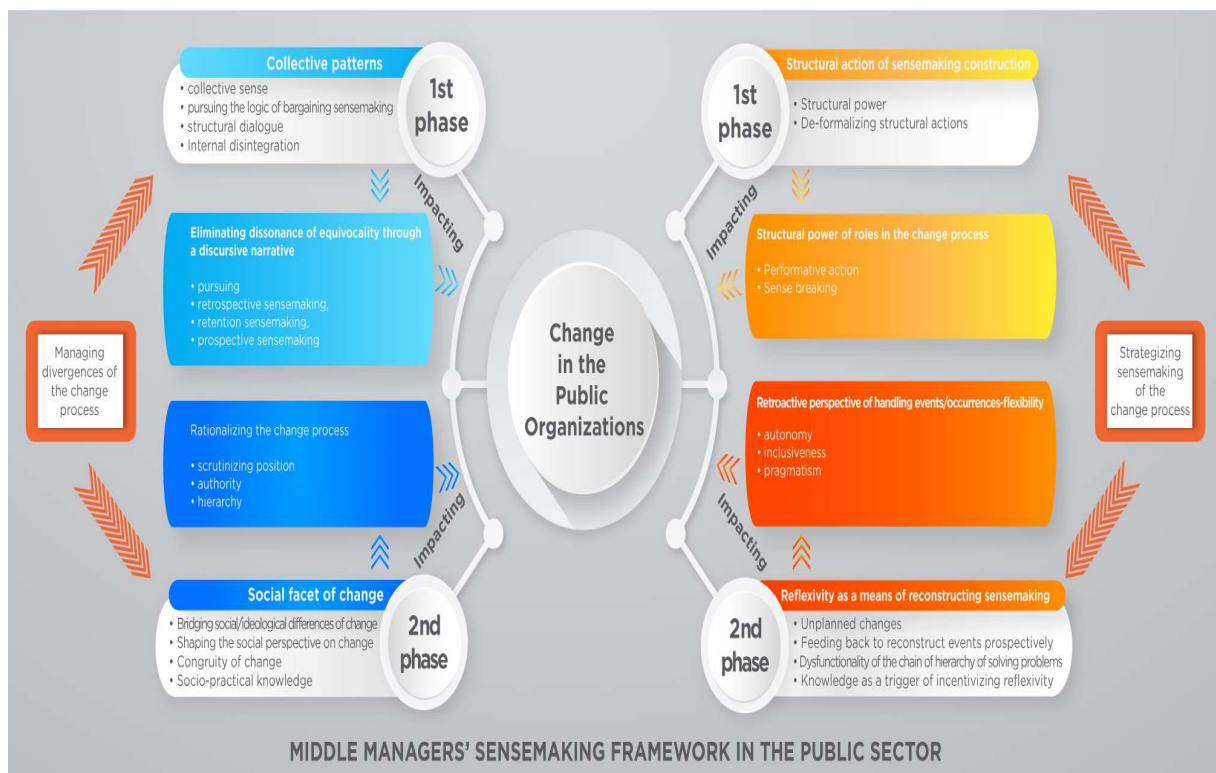 Collective patterns
• collective sense
• pursuing the logic of bargaining sensemaking
• structural dialogue
• Internal disintegration
1st
phase
Impacting
Eliminating dissonance of equivocality through
a discursive narrative
• pursuing
• retrospective sensemaking,
• retention sensemaking,
• prospective sensemaking
Managing
divergences of
the change
process
Rationalizing the change process
• scrutinizing position
• authority
• hierarchy
Impacting
Social facet of change
• Bridging social/ideological differences of change
• Shaping the social perspective on change
• Congruity of change
• Socio-practical knowledge
2nd
phase
Change
in the
Public
Organizations
Structural action of sensemaking construction
1st
phase
• Structural power
• De-formalizing structural actions
Impacting
Structural power of roles in the change process
• Performative action
• Sense breaking
Strategizing
sensemaking
of the
change process
Retroactive perspective of handling events/occurrences-flexibility
• autonomy
• inclusiveness
• pragmatism
Impacting
Reflexivity as a means of reconstructing sensemaking
2nd
phase
• Unplanned changes
• Feeding back to reconstruct events prospectively
• Dysfunctionality of the chain of hierarchy of solving problems
• Knowledge as a trigger of incentivizing reflexivity
MIDDLE MANAGERS' SENSEMAKING FRAMEWORK IN THE PUBLIC SECTOR